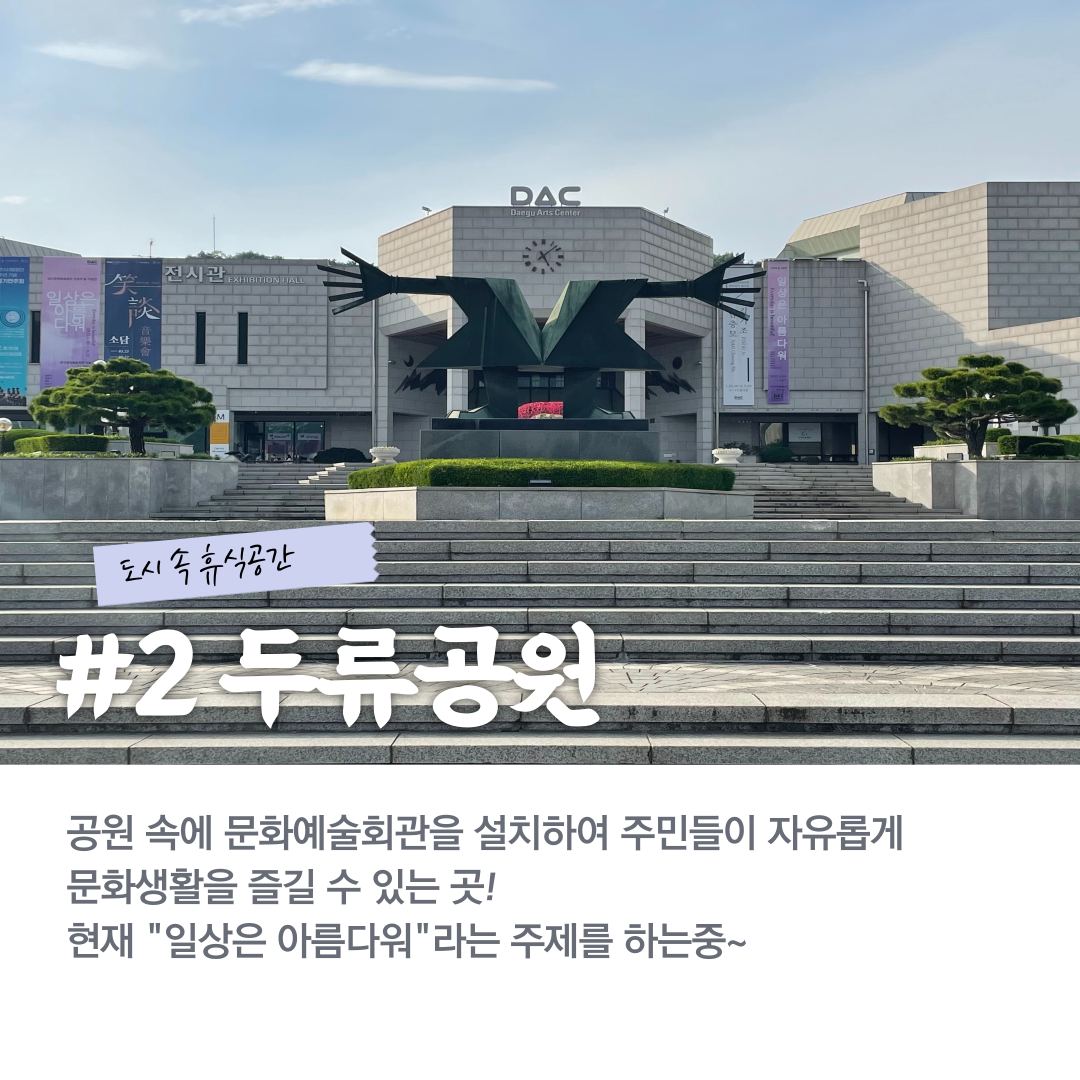 DAC
Daegu Arts Center
전시관 EXHIBITION HALL
일상은
아름다워
笑談
音樂會
소담
일상은아름다워
M
도시 속 휴식공간
#2 두류공원
공원 속에 문화예술회관을 설치하여 주민들이 자유롭게
문화생활을 즐길 수 있는 곳!
현재 "일상은 아름다워"라는 주제를 하는중~